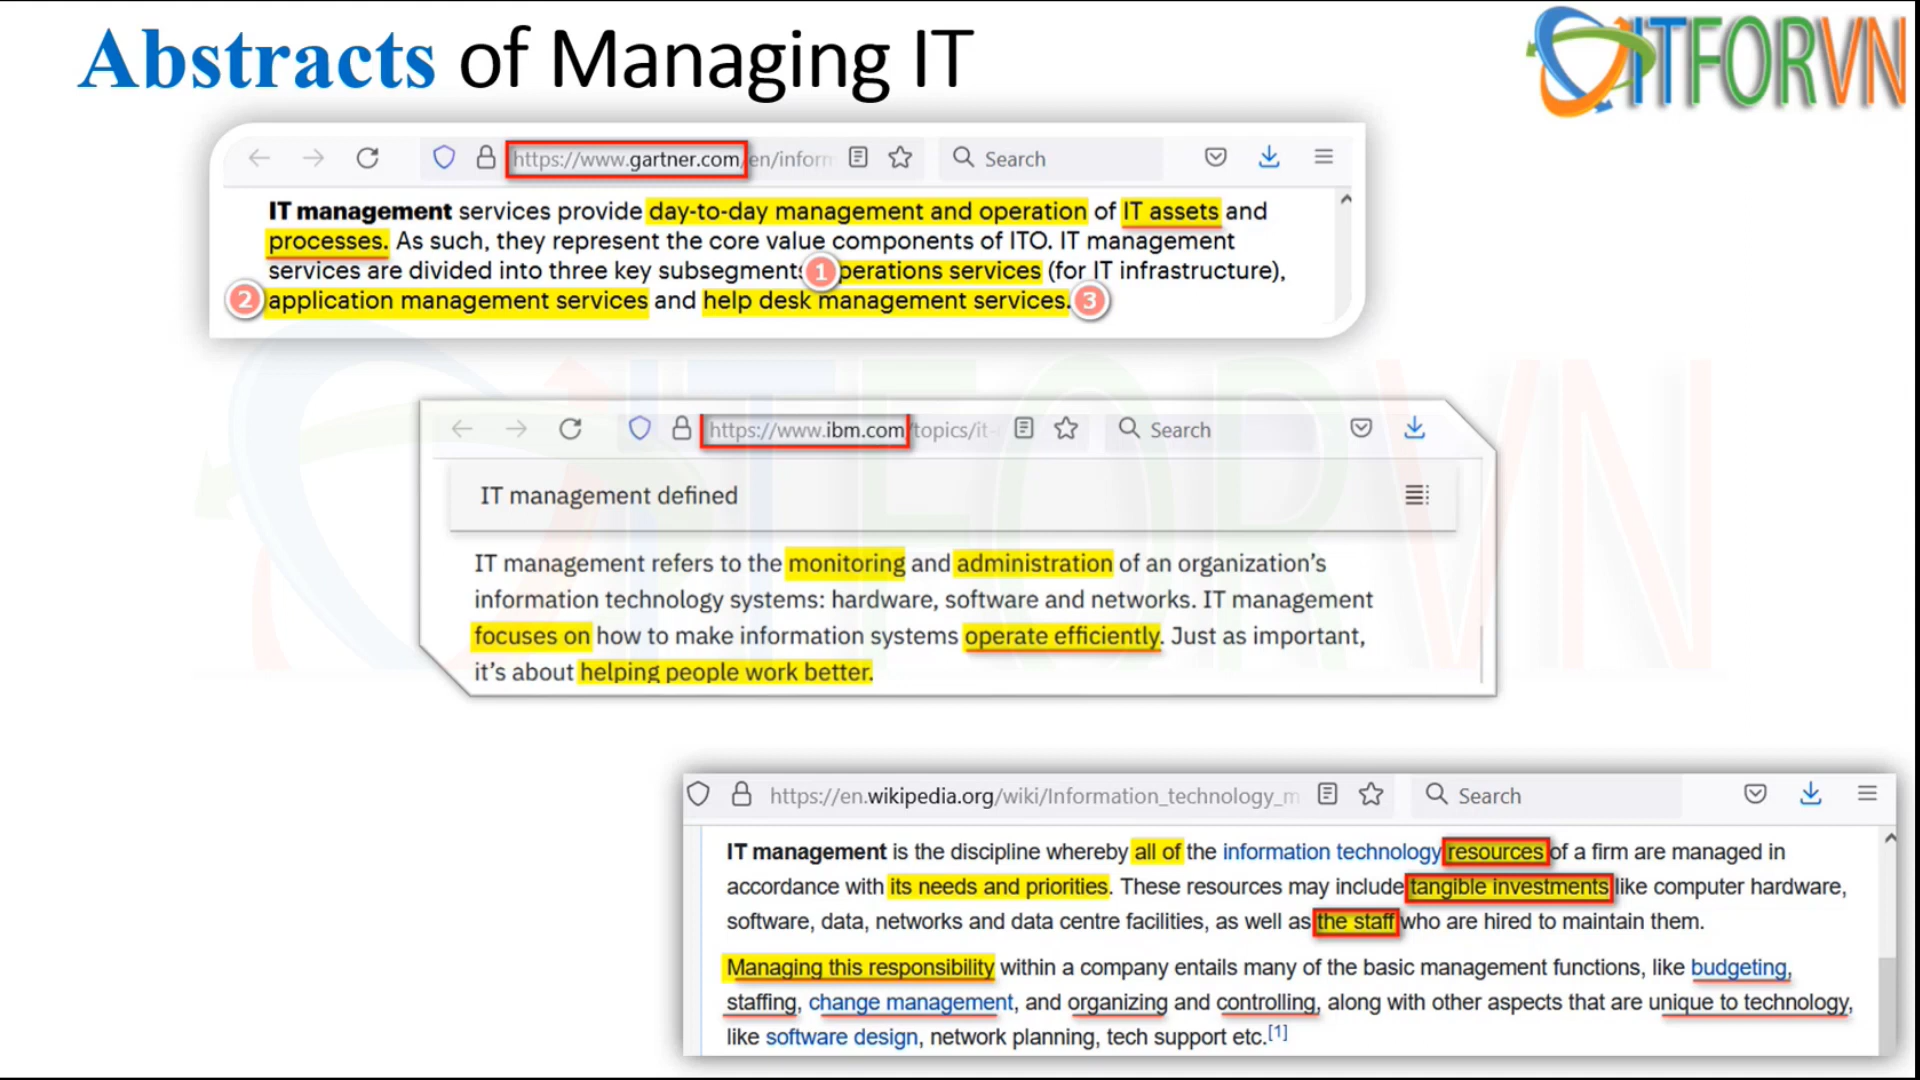 Abstracts of Managing IT
ITFORVN
https://www.gartner.com/en/inform
Search
IT management services provide day-to-day management and operation of IT assets and
processes. As such, they represent the core value components of ITO. IT management
services are divided into three key subsegments 1 perations services (for IT infrastructure),
2 application management services and help desk management services. 3
https://www.ibm.com/topics/it-
Search
IT management defined
IT management refers to the monitoring and administration of an organization’s
information technology systems: hardware, software and networks. IT management
focuses on how to make information systems operate efficiently. Just as important,
it’s about helping people work better.
ITFORVN
https://en.wikipedia.org/wiki/Information_technology_m
Search
IT management is the discipline whereby all of the information technology resources of a firm are managed in
accordance with its needs and priorities. These resources may include tangible investments like computer hardware,
software, data, networks and data centre facilities, as well as the staff who are hired to maintain them.
Managing this responsibility within a company entails many of the basic management functions, like budgeting,
staffing, change management, and organizing and controlling, along with other aspects that are unique to technology,
like software design, network planning, tech support etc.[1]